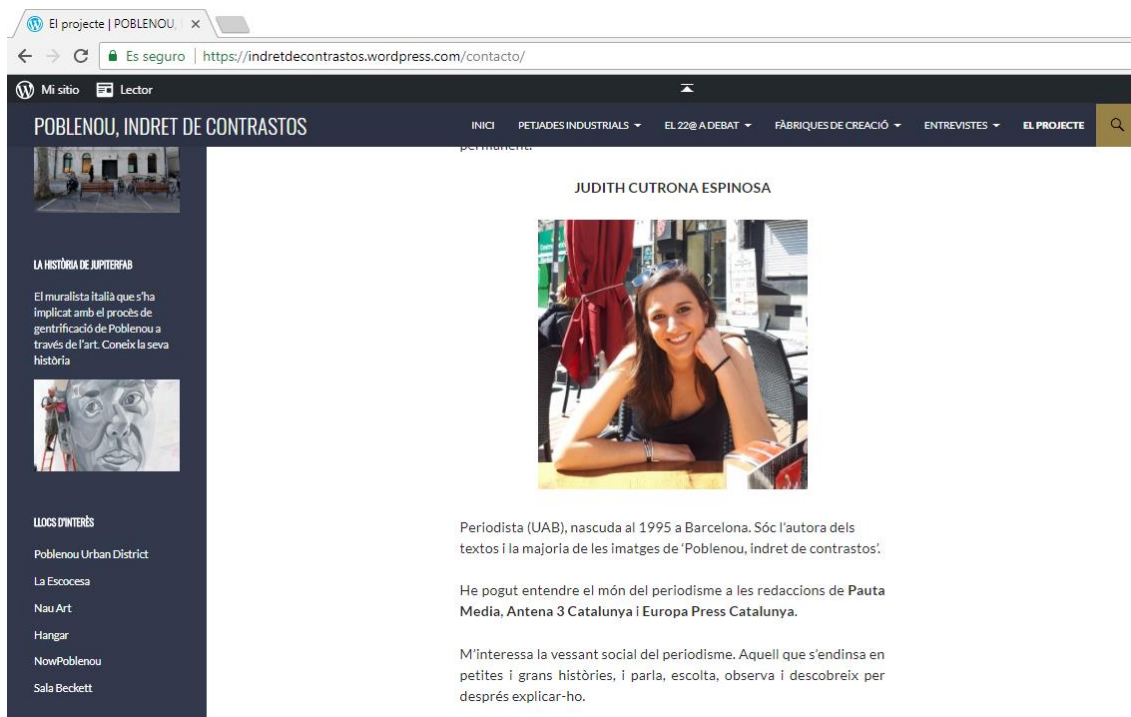 El projecte | POBLENOU,
Es seguro | https://indretdecontrastos.wordpress.com/contacto/
Mi sitio Lector
POBLENOU, INDRET DE CONTRASTOS
INICI PETJADES INDUSTRIALS EL 22@ A DEBAT FÀBRIQUES DE CREACIÓ ENTREVISTES EL PROJECTE
LA HISTÒRIA DE JUPITERFAB
El muralista italià que s'ha
implicat amb el procès de
gentrificació de Poblenou a
través de l'art. Coneix la seva
història
LLOCS D'INTERÈS
Poblenou Urban District
La Escocesa
Nau Art
Hangar
NowPoblenou
Sala Beckett
permanent.
JUDITH CUTRONA ESPINOSA
Periodista (UAB), nascuda al 1995 a Barcelona. Sóc l'autora dels
textos i la majoria de les imatges de 'Poblenou, indret de contrastos'.
He pogut entendre el món del periodisme a les redaccions de Pauta
Media, Antena 3 Catalunya i Europa Press Catalunya.
M'interessa la vessant social del periodisme. Aquell que s'endinsa en
petites i grans històries, i parla, escolta, observa i descobreix per
després explicar-ho.